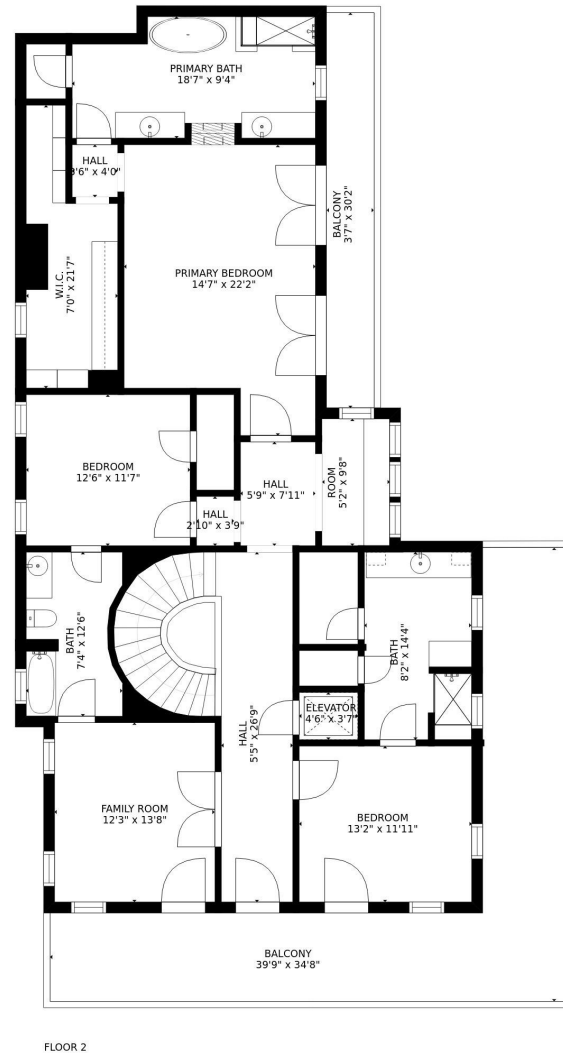 PRIMARY BATH
18'7" x 9'4"
HALL
3'6" x 4'0"
BALCONY
3'7" x 30'2"
W.I.C.
7'0" x 21'7"
PRIMARY BEDROOM
14'7" x 22'2"
BEDROOM
12'6" x 11'7"
HALL
5'9" x 7'11"
ROOM
5'2" x 9'8"
HALL
2'10" x 3'9"
BATH
7'4" x 12'6"
BATH
8'2" x 14'4"
ELEVATOR
4'6" x 3'7"
HALL
5'5" x 26'9"
FAMILY ROOM
12'3" x 13'8"
BEDROOM
13'2" x 11'11"
BALCONY
39'9" x 34'8"
FLOOR 2